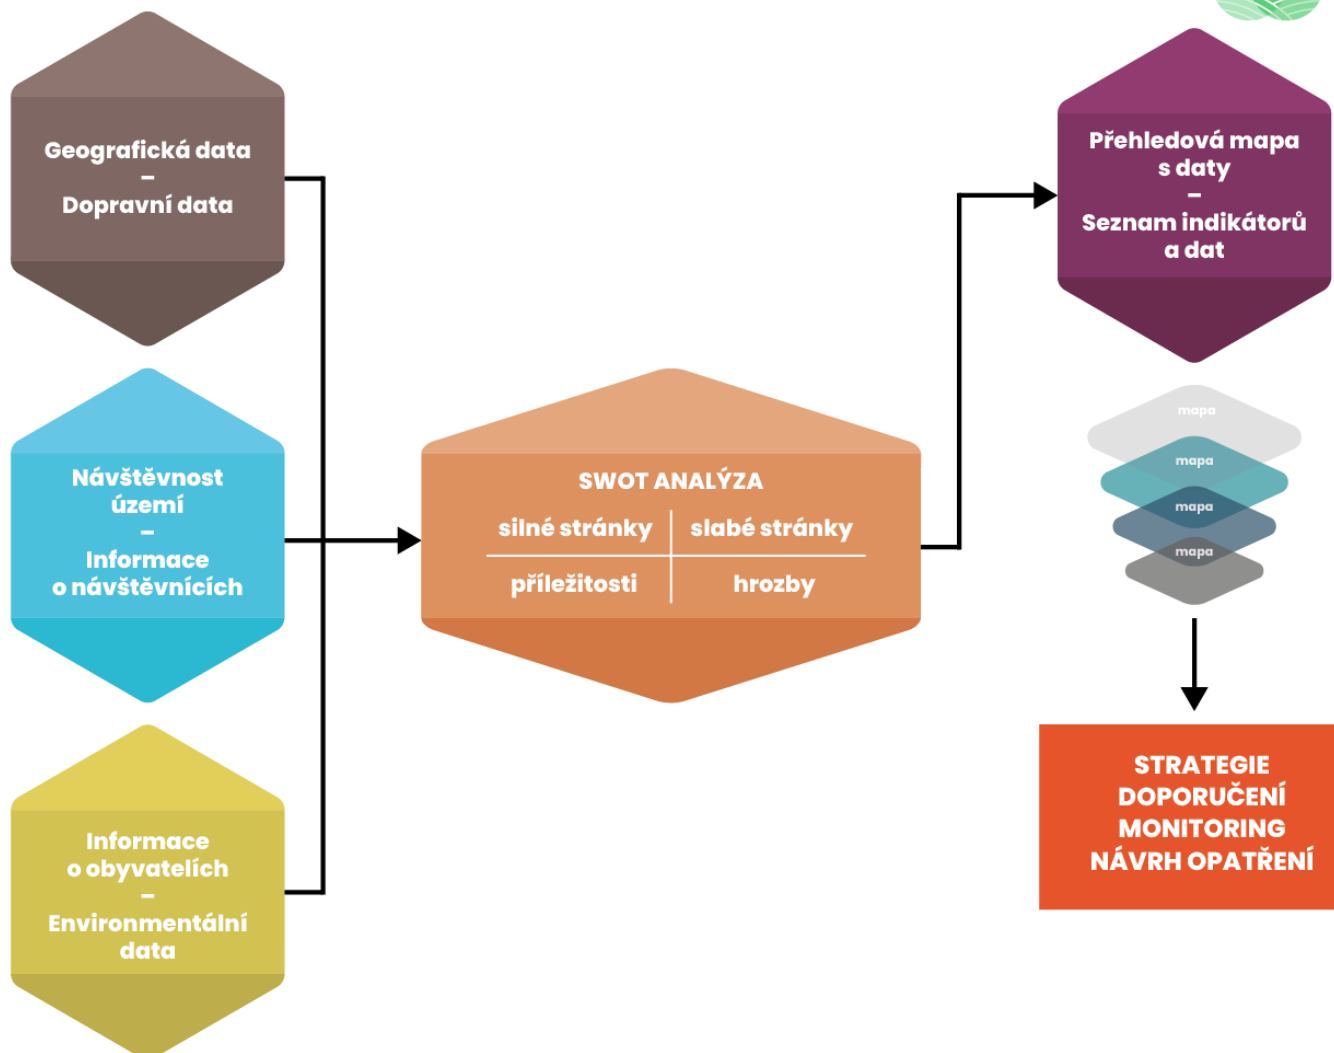 Geografická data
–
Dopravní data
Návštěvnost
území
–
Informace
o návštěvnících
Informace
o obyvatelích
–
Environmentální
data
SWOT ANALÝZA
silné stránky
slabé stránky
příležitosti
hrozby
Přehledová mapa
s daty
–
Seznam indikátorů
a dat
mapa
mapa
mapa
mapa
STRATEGIE
DOPORUČENÍ
MONITORING
NÁVRH OPATŘENÍ